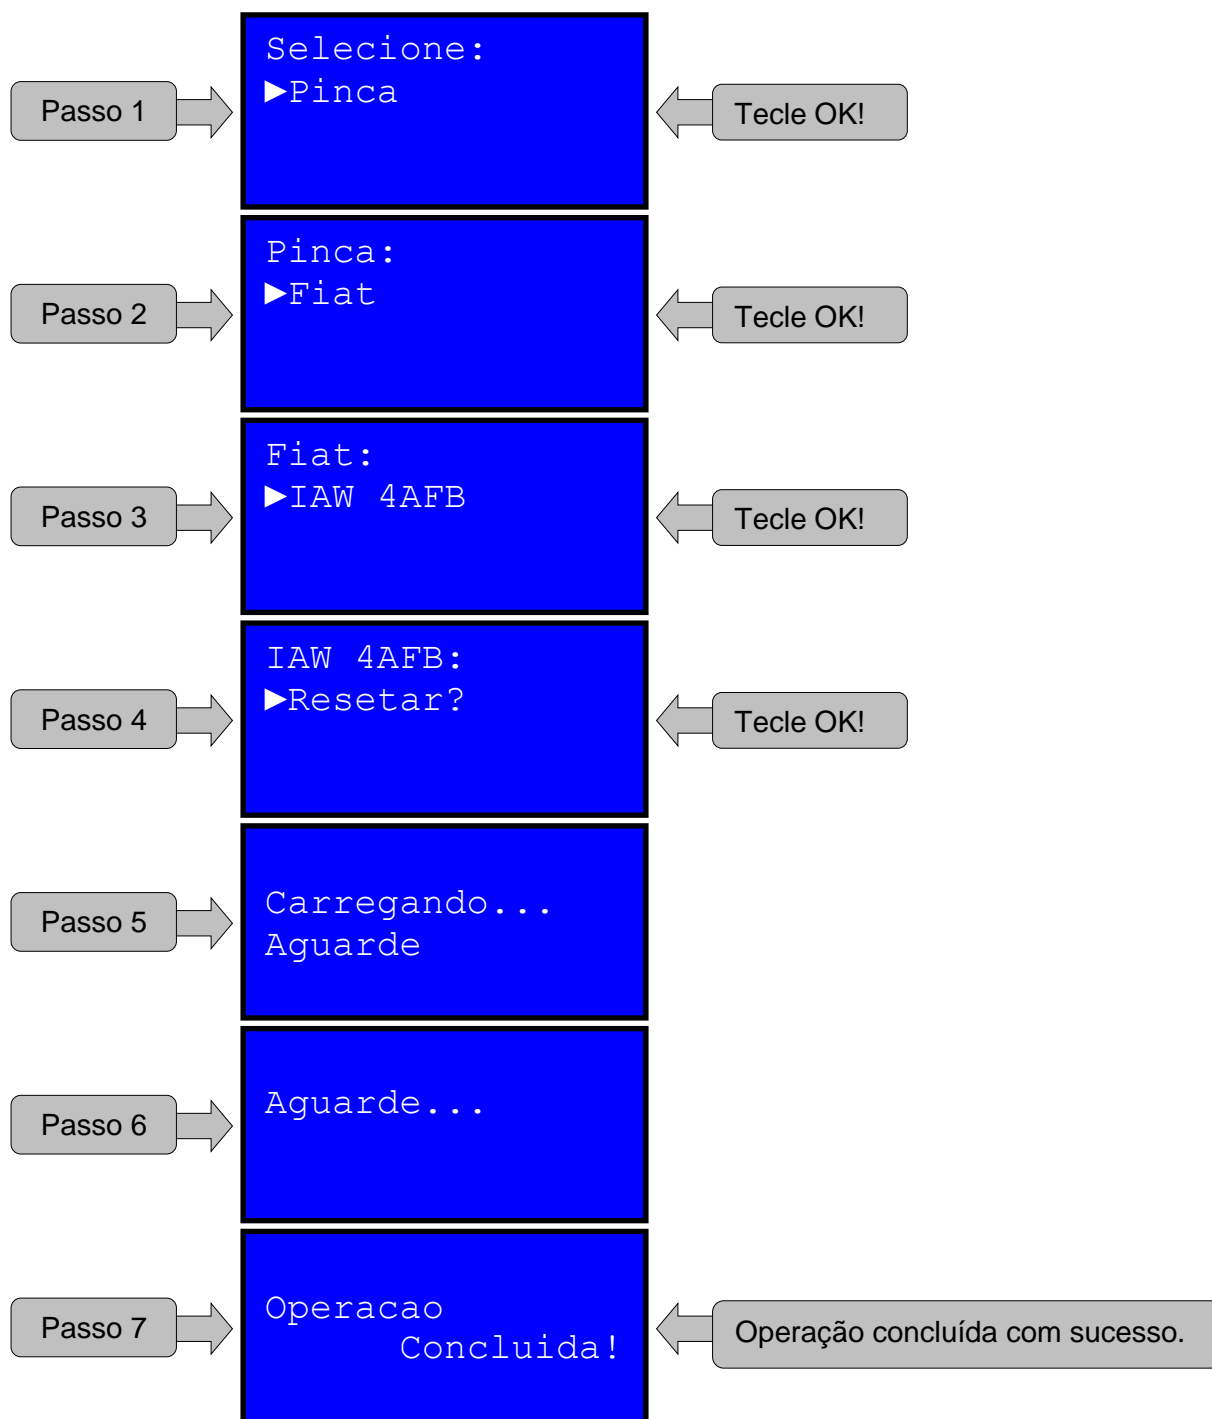 Passo 1
Selecione:
►Pinca
Tecle OK!
Passo 2
Pinca:
►Fiat
Tecle OK!
Passo 3
Fiat:
►IAW 4AFB
Tecle OK!
Passo 4
IAW 4AFB:
►Resetar?
Tecle OK!
Passo 5
Carregando...
Aguarde
Passo 6
Aguarde...
Passo 7
Operacao
Concluida!
Operação concluída com sucesso.